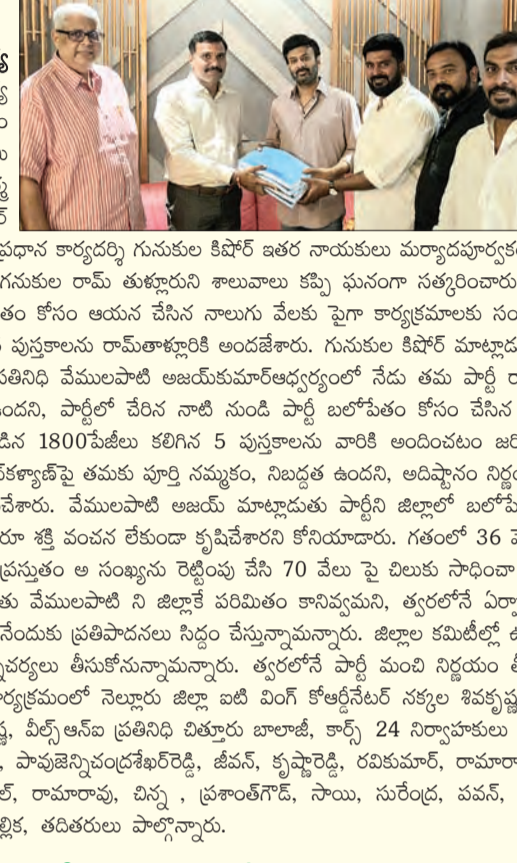 ప్రధాన కార్యదర్శి గునుకుల కిషోర్ ఇతర నాయకులు మర్యాదపూర్వకం
గనుకుల రామ్ తుళ్లూరుని శాలువాలు కప్పి ఘనంగా సత్కరించారు
తం కోసం ఆయన చేసిన నాలుగు వేలకు పైగా కార్యక్రమాలకు సం
పుస్తకాలను రామ్‌తాళ్లూరికి అందజేశారు. గునుకుల కిషోర్ మాట్లాడు
పతినిధి వేములపాటి అజయ్‌కుమార్‌ఆధ్వర్యంలో నేడు తమ పార్టీ రా
ందని, పార్టీలో చేరిన నాటి నుండి పార్టీ బలోపేతం కోసం చేసిన
డిన 1800పేజీలు కలిగిన 5 పుస్తకాలను వారికి అందించటం జరి
న్‌కళ్యాణ్‌పై తమకు పూర్తి నమ్మకం, నిబద్దత ఉందని, అదిష్టానం నిర్ణ
చేశారు. వేములపాటి అజయ్ మాట్లాడుతు పార్టీని జిల్లాలో బలోపే
రూ శక్తి వంచన లేకుండా కృషిచేశారని కోనియాడారు. గతంలో 36 వే
ప్రస్తుతం అ సంఖ్యను రెట్టింపు చేసి 70 వేలు పై చిలుకు సాధించా
తు వేములపాటి ని జిల్లాకే పరిమితం కానివ్వమని, త్వరలోనే ఏర్పా
నేందుకు ప్రతిపాదనలు సిద్దం చేస్తున్నామన్నారు. జిల్లాల కమిటీల్లో ఉ
చర్యలు తీసుకోనున్నామన్నారు. త్వరలోనే పార్టీ మంచి నిర్ణయం తీ
ార్యక్రమంలో నెల్లూరు జిల్లా ఐటి వింగ్ కోఆర్డీనేటర్ నక్కల శివకృష్ణ
ష్ణ, వీల్స్‌ఆన్‌ఐ ప్రతినిధి చిత్తూరు బాలాజీ, కార్స్ 24 నిర్వాహకులు
, పావుజెన్నిచంద్రశేఖర్‌రెడ్డి, జీవన్, కృష్ణారెడ్డి, రవికుమార్, రామారా
ల్, రామారావు, చిన్న , ప్రశాంత్‌గౌడ్, సాయి, సురేంద్ర, పవన్,
ల్లిక, తదితరులు పాల్గొన్నారు.